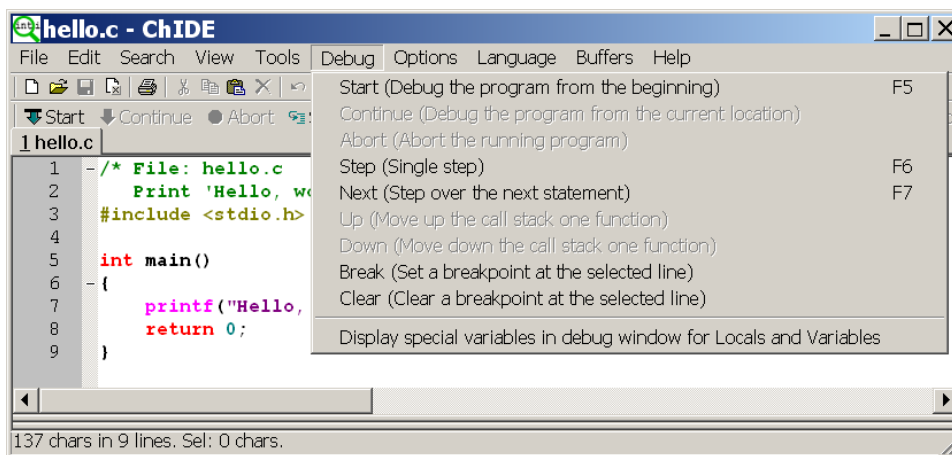 hello.c - ChIDE
File Edit Search View Tools Debug Options Language Buffers Help
Start Continue Abort
1 hello.c
Start (Debug the program from the beginning) F5
Continue (Debug the program from the current location)
Abort (Abort the running program)
Step (Single step) F6
Next (Step over the next statement) F7
Up (Move up the call stack one function)
Down (Move down the call stack one function)
Break (Set a breakpoint at the selected line)
Clear (Clear a breakpoint at the selected line)
Display special variables in debug window for Locals and Variables
1 /* File: hello.c
2 Print 'Hello,
3 #include <stdio.h>
4
5 int main()
6 {
7 printf("Hello,
8 return 0;
9 }
137 chars in 9 lines. Sel: 0 chars.